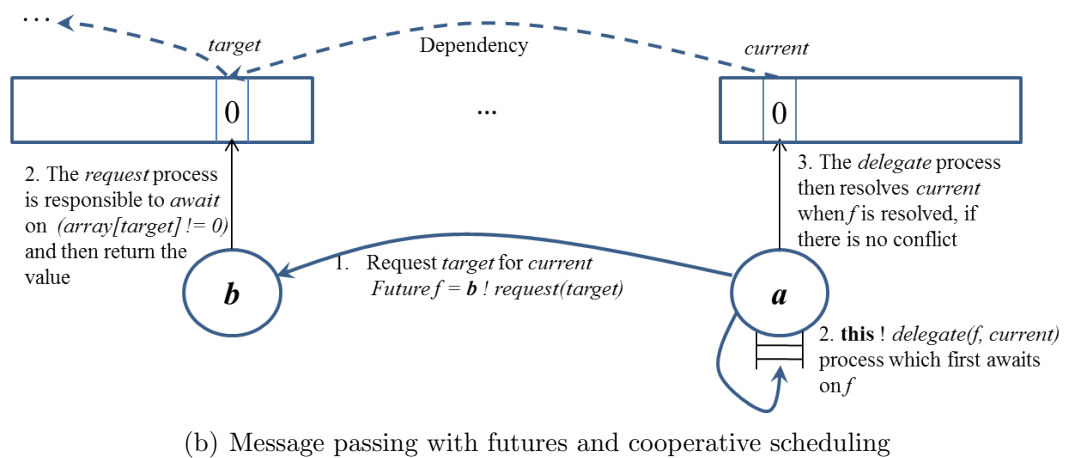 ...
target
Dependency
current
0
...
0
2. The request process
is responsible to await
on (array[target] != 0)
and then return the
value
3. The delegate process
then resolves current
when f is resolved, if
there is no conflict
1. Request target for current
Future f = b ! request(target)
b
a
2. this ! delegate(f, current)
process which first awaits
on f
(b) Message passing with futures and cooperative scheduling